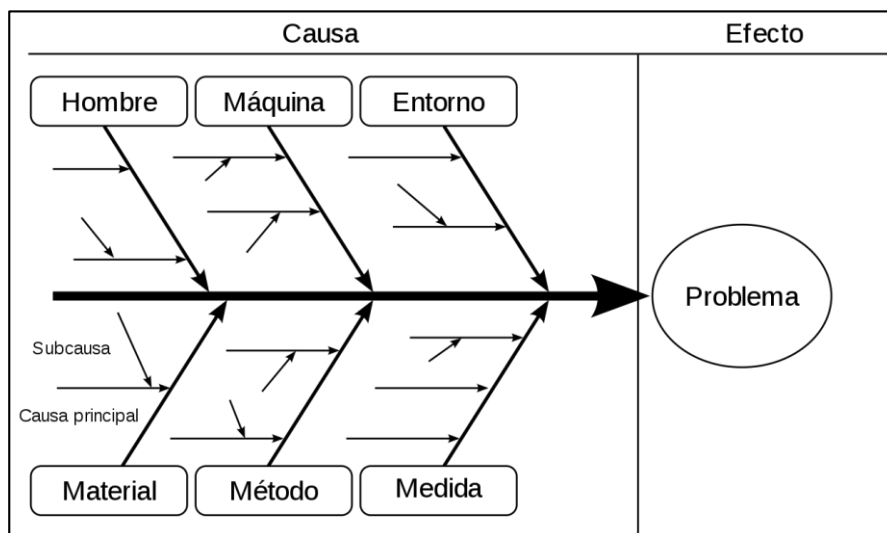 Causa
Efecto
Hombre
Máquina
Entorno
Problema
Subcausa
Causa principal
Material
Método
Medida